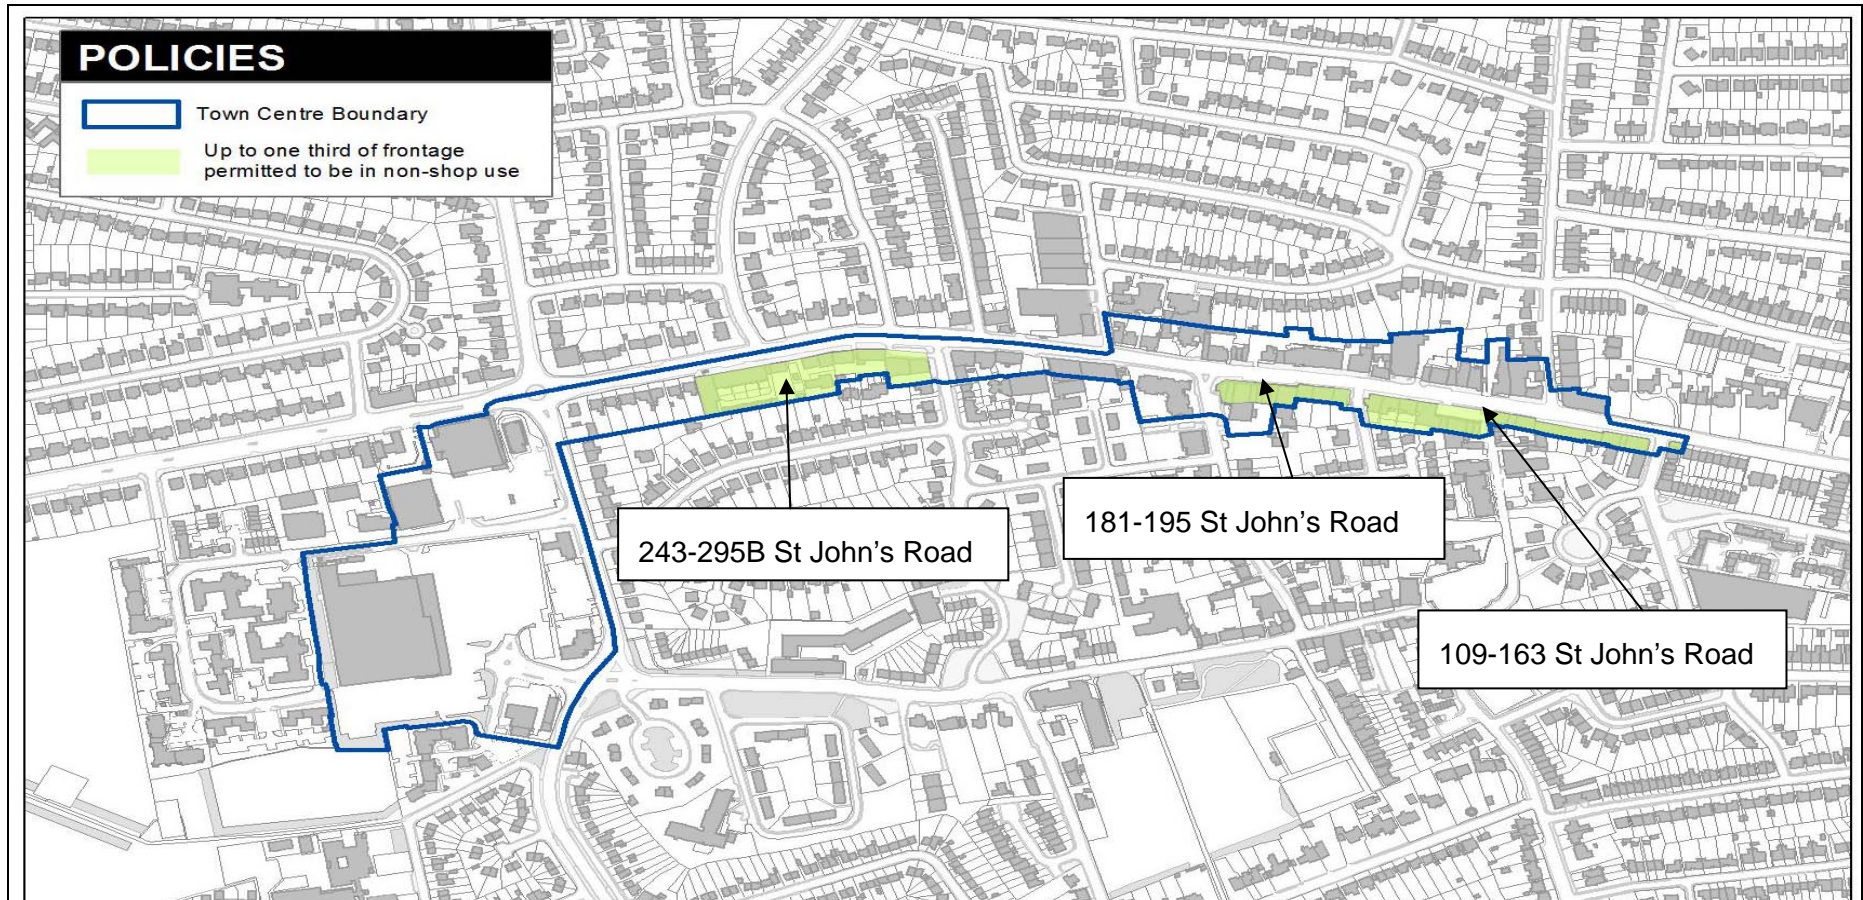 POLICIES
Town Centre Boundary
Up to one third of frontage
permitted to be in non-shop use
243-295B St John’s Road
181-195 St John’s Road
109-163 St John’s Road